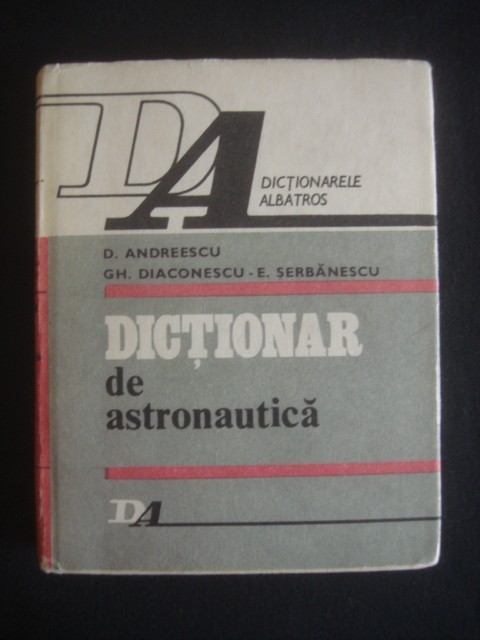 DA
DICȚIONARELE
ALBATROS
D. ANDREESCU
GH. DIACONESCU - E. ȘERBĂNESCU
DICȚIONAR
de
astronautică
DA